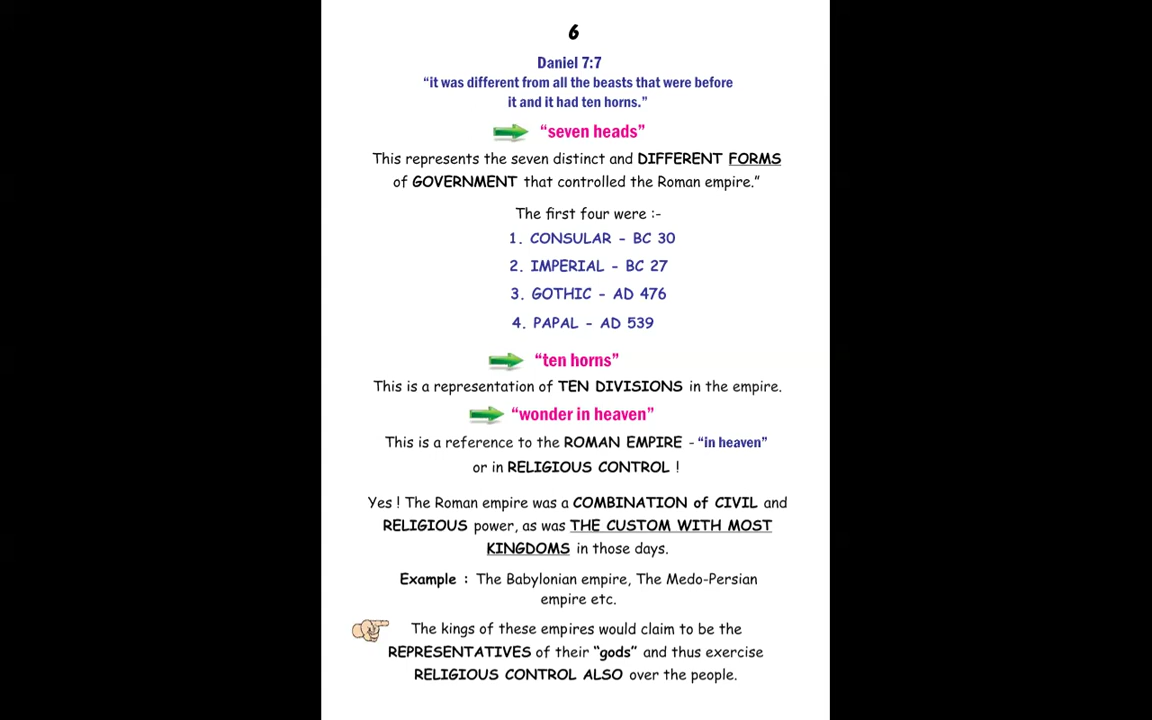 6
Daniel 7:7
“it was different from all the beasts that were before
it and it had ten horns.”
“seven heads”
This represents the seven distinct and DIFFERENT FORMS
of GOVERNMENT that controlled the Roman empire.”
The first four were :-
1. CONSULAR - BC 30
2. IMPERIAL - BC 27
3. GOTHIC - AD 476
4. PAPAL - AD 539
“ten horns”
This is a representation of TEN DIVISIONS in the empire.
“wonder in heaven”
This is a reference to the ROMAN EMPIRE - “in heaven”
or in RELIGIOUS CONTROL !
Yes ! The Roman empire was a COMBINATION of CIVIL and
RELIGIOUS power, as was THE CUSTOM WITH MOST
KINGDOMS in those days.
Example : The Babylonian empire, The Medo-Persian
empire etc.
The kings of these empires would claim to be the
REPRESENTATIVES of their “gods” and thus exercise
RELIGIOUS CONTROL ALSO over the people.